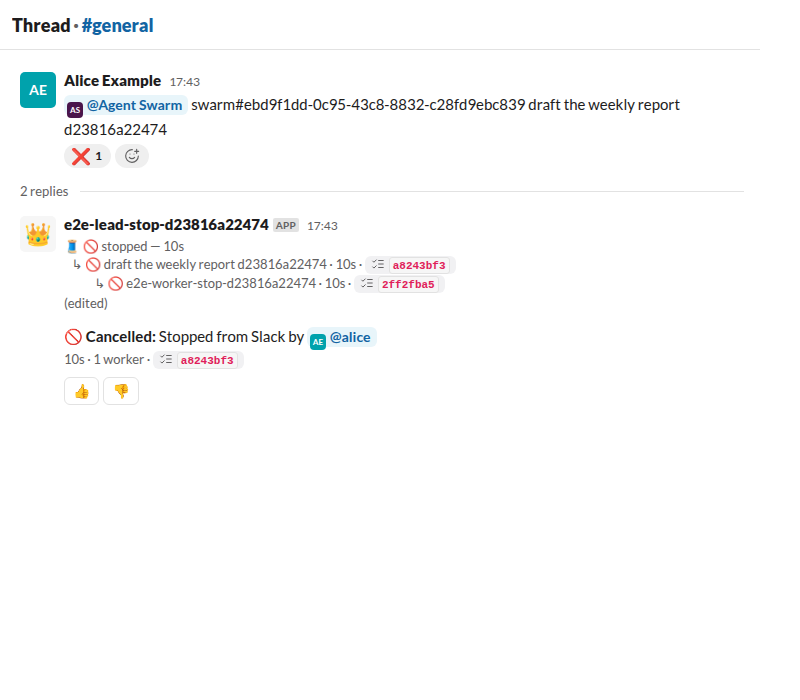 Thread • #general
AE
Alice Example 17:43
AS @Agent Swarm swarm#ebd9f1dd-0c95-43c8-8832-c28fd9ebc839 draft the weekly report
d23816a22474
❌ 1
2 replies
e2e-lead-stop-d23816a22474 APP 17:43
🧵 🚫 stopped — 10s
↳ 🚫 draft the weekly report d23816a22474 · 10s · a8243bf3
↳ 🚫 e2e-worker-stop-d23816a22474 · 10s · 2ff2fba5
(edited)
🚫 Cancelled: Stopped from Slack by AE @alice
10s · 1 worker · a8243bf3
👍 👎